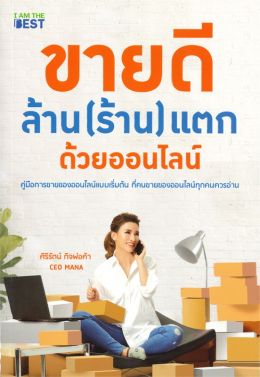 I AM THE
BEST
ขายดี
ล้าน(ร้าน)แตก
ด้วยออนไลน์
คู่มือการขายของออนไลน์แบบเริ่มต้น ที่คนขายของออนไลน์ทุกคนควรอ่าน
ศิริรัตน์ กิจพ่อค้า
CEO MANA